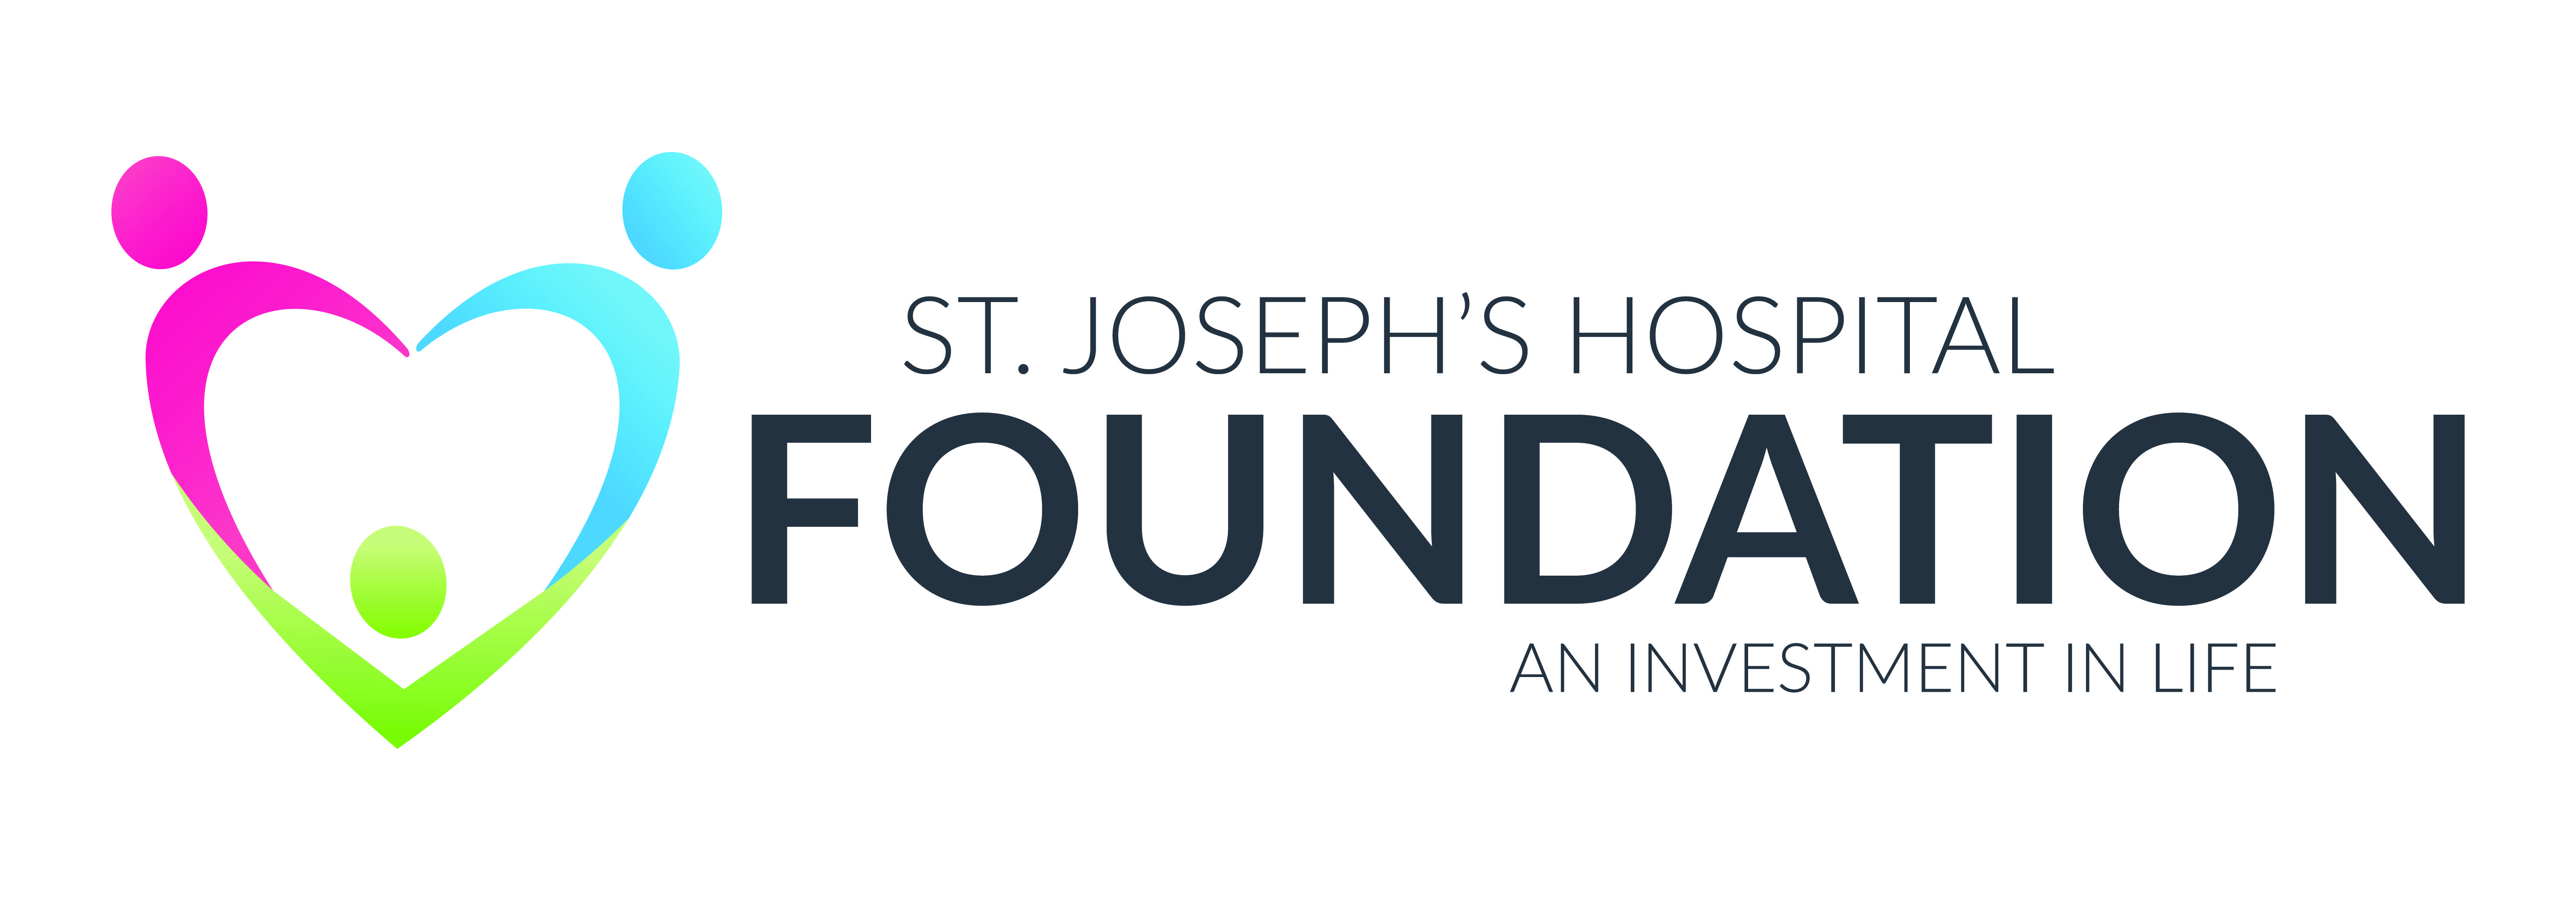 ST. JOSEPH’S HOSPITAL
FOUNDATION
AN INVESTMENT IN LIFE